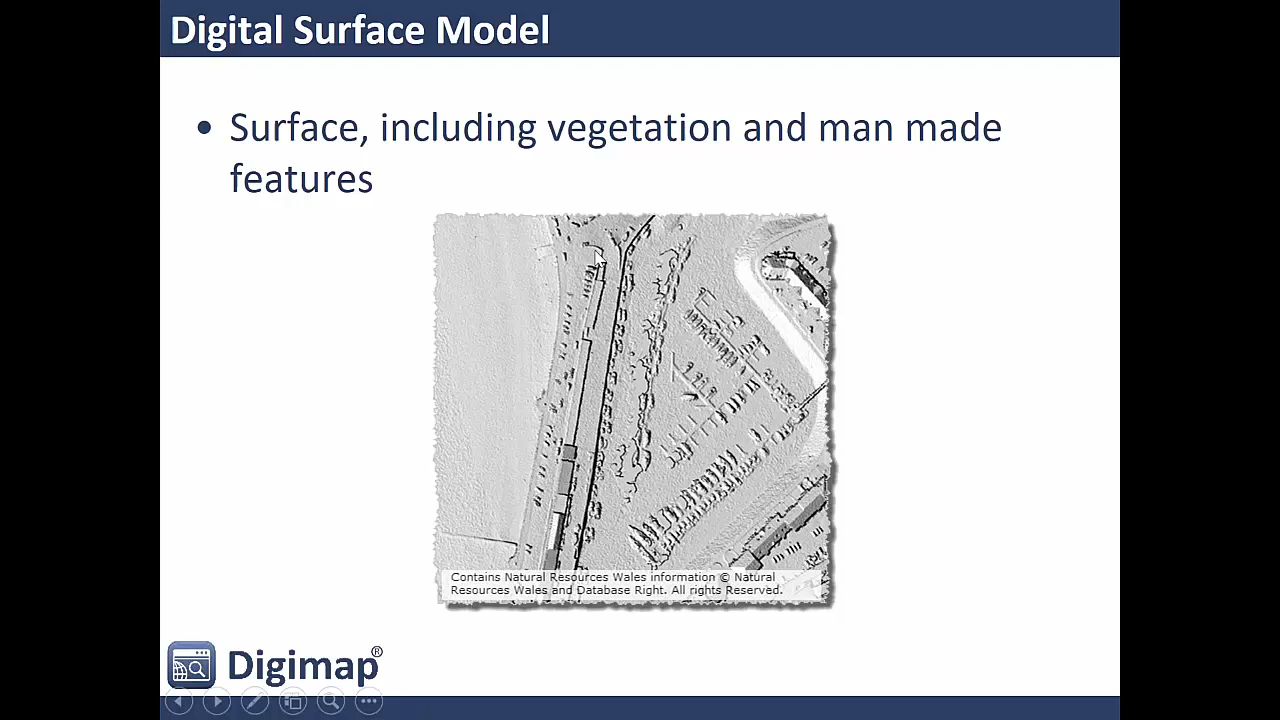 Digital Surface Model
• Surface, including vegetation and man made
features
Contains Natural Resources Wales information © Natural
Resources Wales and Database Right. All rights Reserved.
Digimap®